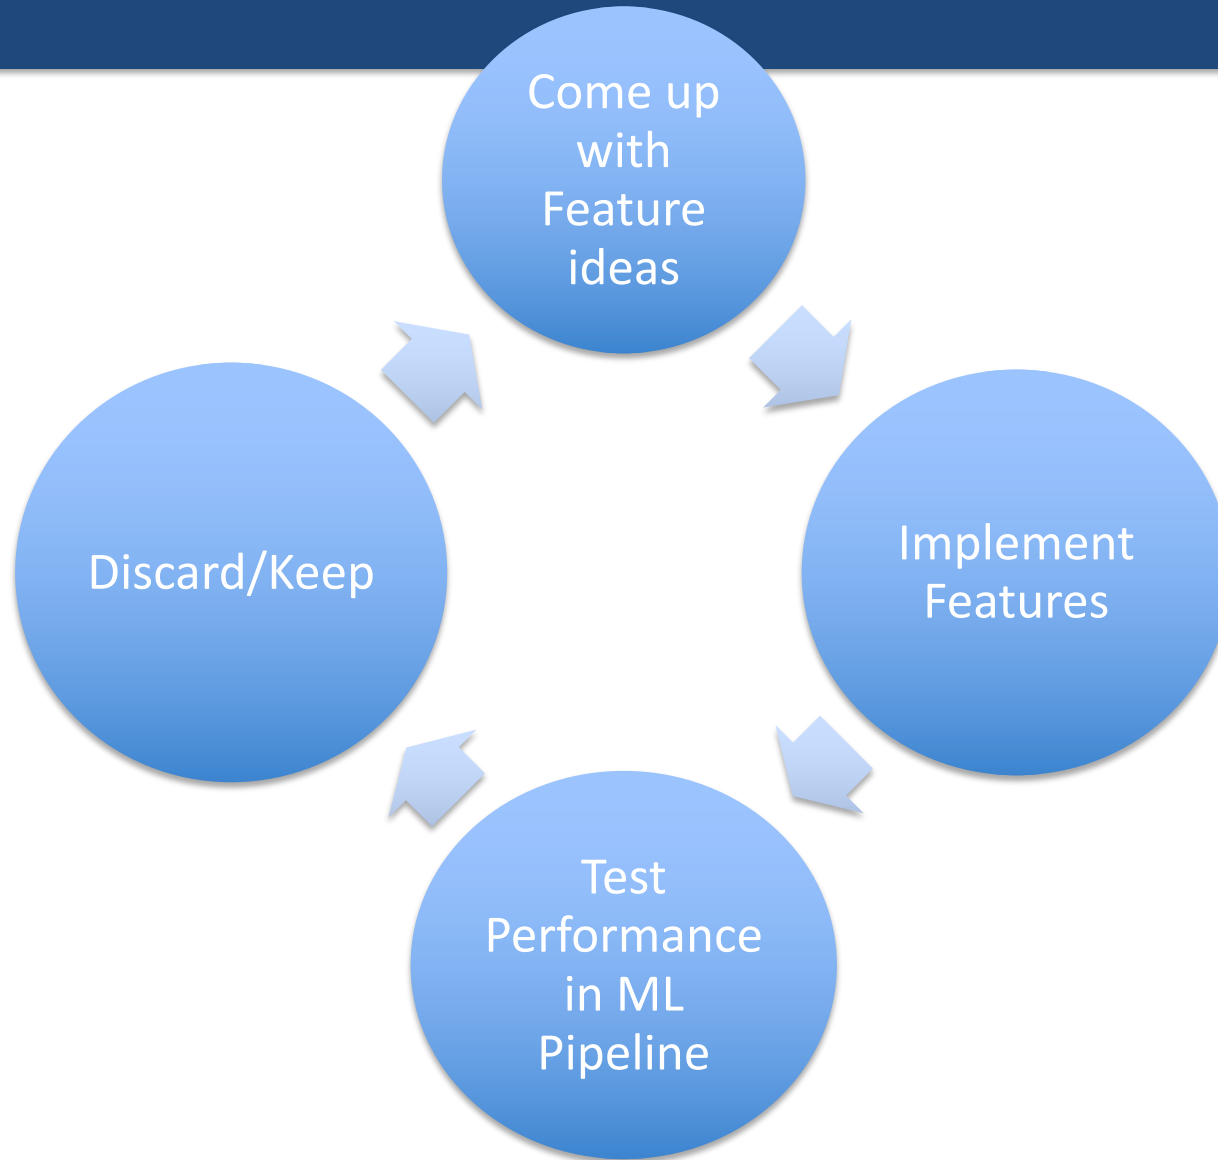 Come up
with
Feature
ideas
Implement
Features
Test
Performance
in ML
Pipeline
Discard/Keep